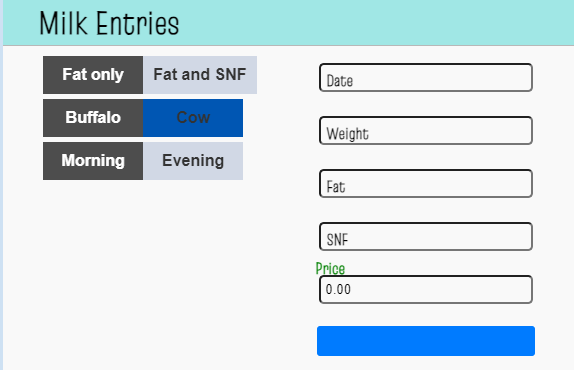 Milk Entries
Fat only Fat and SNF
Buffalo Cow
Morning Evening
Date
Weight
Fat
SNF
Price
0.00